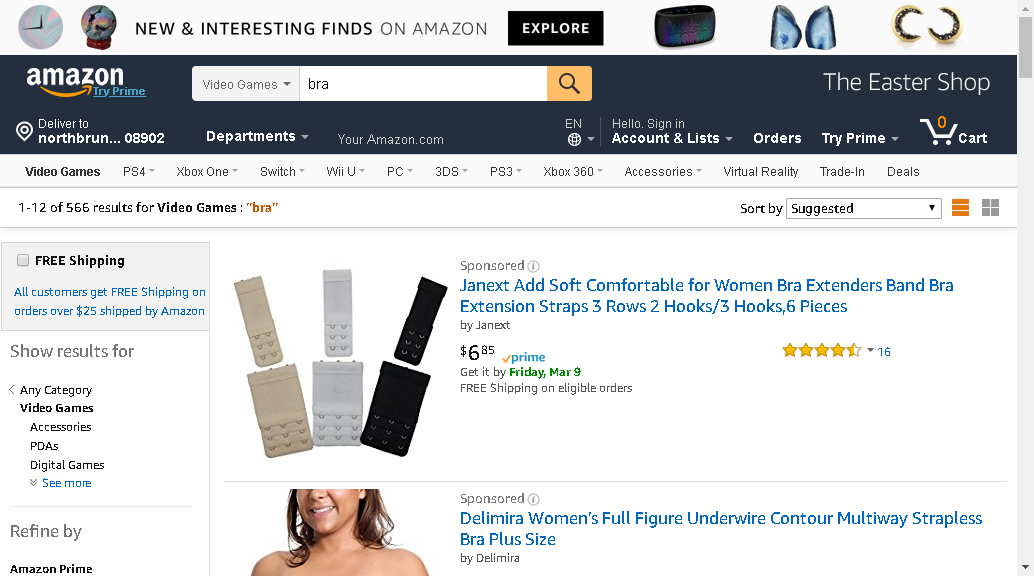 NEW & INTERESTING FINDS ON AMAZON EXPLORE
amazon
Try Prime
Video Games
bra
The Easter Shop
Deliver to
northbrun... 08902
Departments
Your Amazon.com
EN
Hello. Sign in
Account & Lists
Orders
Try Prime
0
Cart
Video Games PS4 Xbox One Switch Wii U PC 3DS PS3 Xbox 360 Accessories Virtual Reality Trade-In Deals
1-12 of 566 results for Video Games : "bra"
Sort by Suggested
FREE Shipping
All customers get FREE Shipping on
orders over $25 shipped by Amazon
Show results for
Any Category
Video Games
Accessories
PDAs
Digital Games
See more
Refine by
Amazon Prime
Sponsored
Janext Add Soft Comfortable for Women Bra Extenders Band Bra
Extension Straps 3 Rows 2 Hooks/3 Hooks,6 Pieces
by Janext
$6 85 prime
16
Get it by Friday, Mar 9
FREE Shipping on eligible orders
Sponsored
Delimira Women's Full Figure Underwire Contour Multiway Strapless
Bra Plus Size
by Delimira